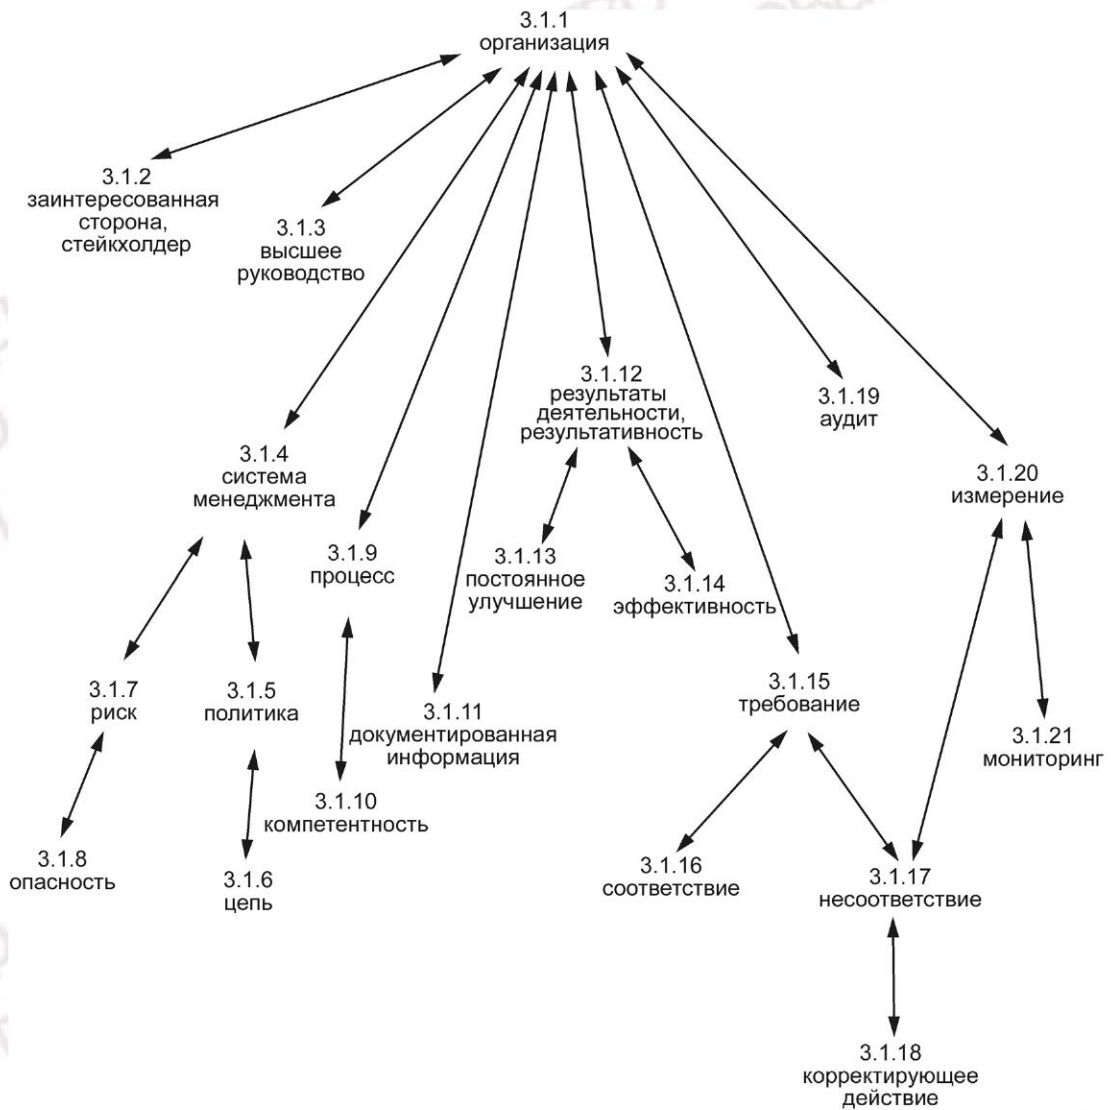 3.1.1
организация
3.1.2
заинтересованная
сторона,
стейкхолдер
3.1.3
высшее
руководство
3.1.12
результаты
деятельности,
результативность
3.1.19
аудит
3.1.4
система
менеджмента
3.1.20
измерение
3.1.9
процесс
3.1.13
постоянное
улучшение
3.1.14
эффективность
3.1.7
риск
3.1.5
политика
3.1.11
документированная
информация
3.1.15
требование
3.1.21
мониторинг
3.1.10
компетентность
3.1.8
опасность
3.1.6
цепь
3.1.16
соответствие
3.1.17
несоответствие
3.1.18
корректирующее
действие